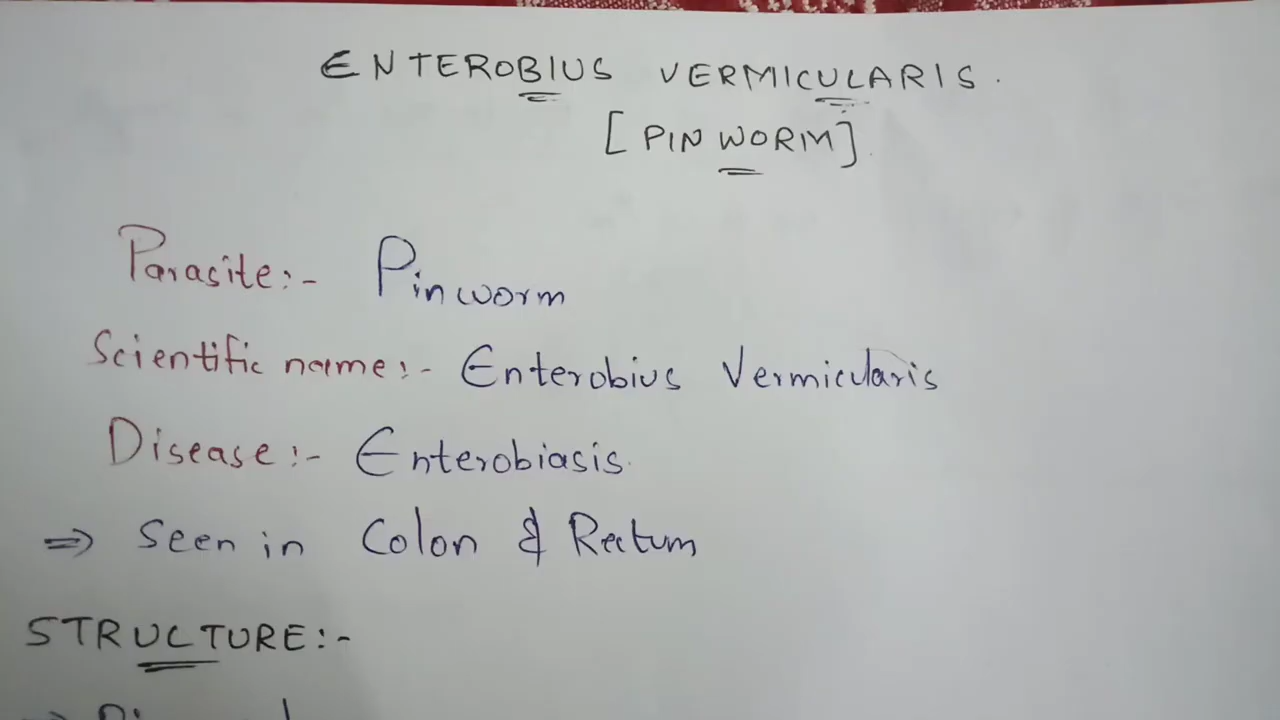 ENTEROBIUS VERMICULARIS.
[PIN WORM]
Parasite:- Pinworm
Scientific name:- Enterobius Vermicularis
Disease:- Enterobiasis.
⇒ Seen in Colon & Rectum
STRUCTURE:-